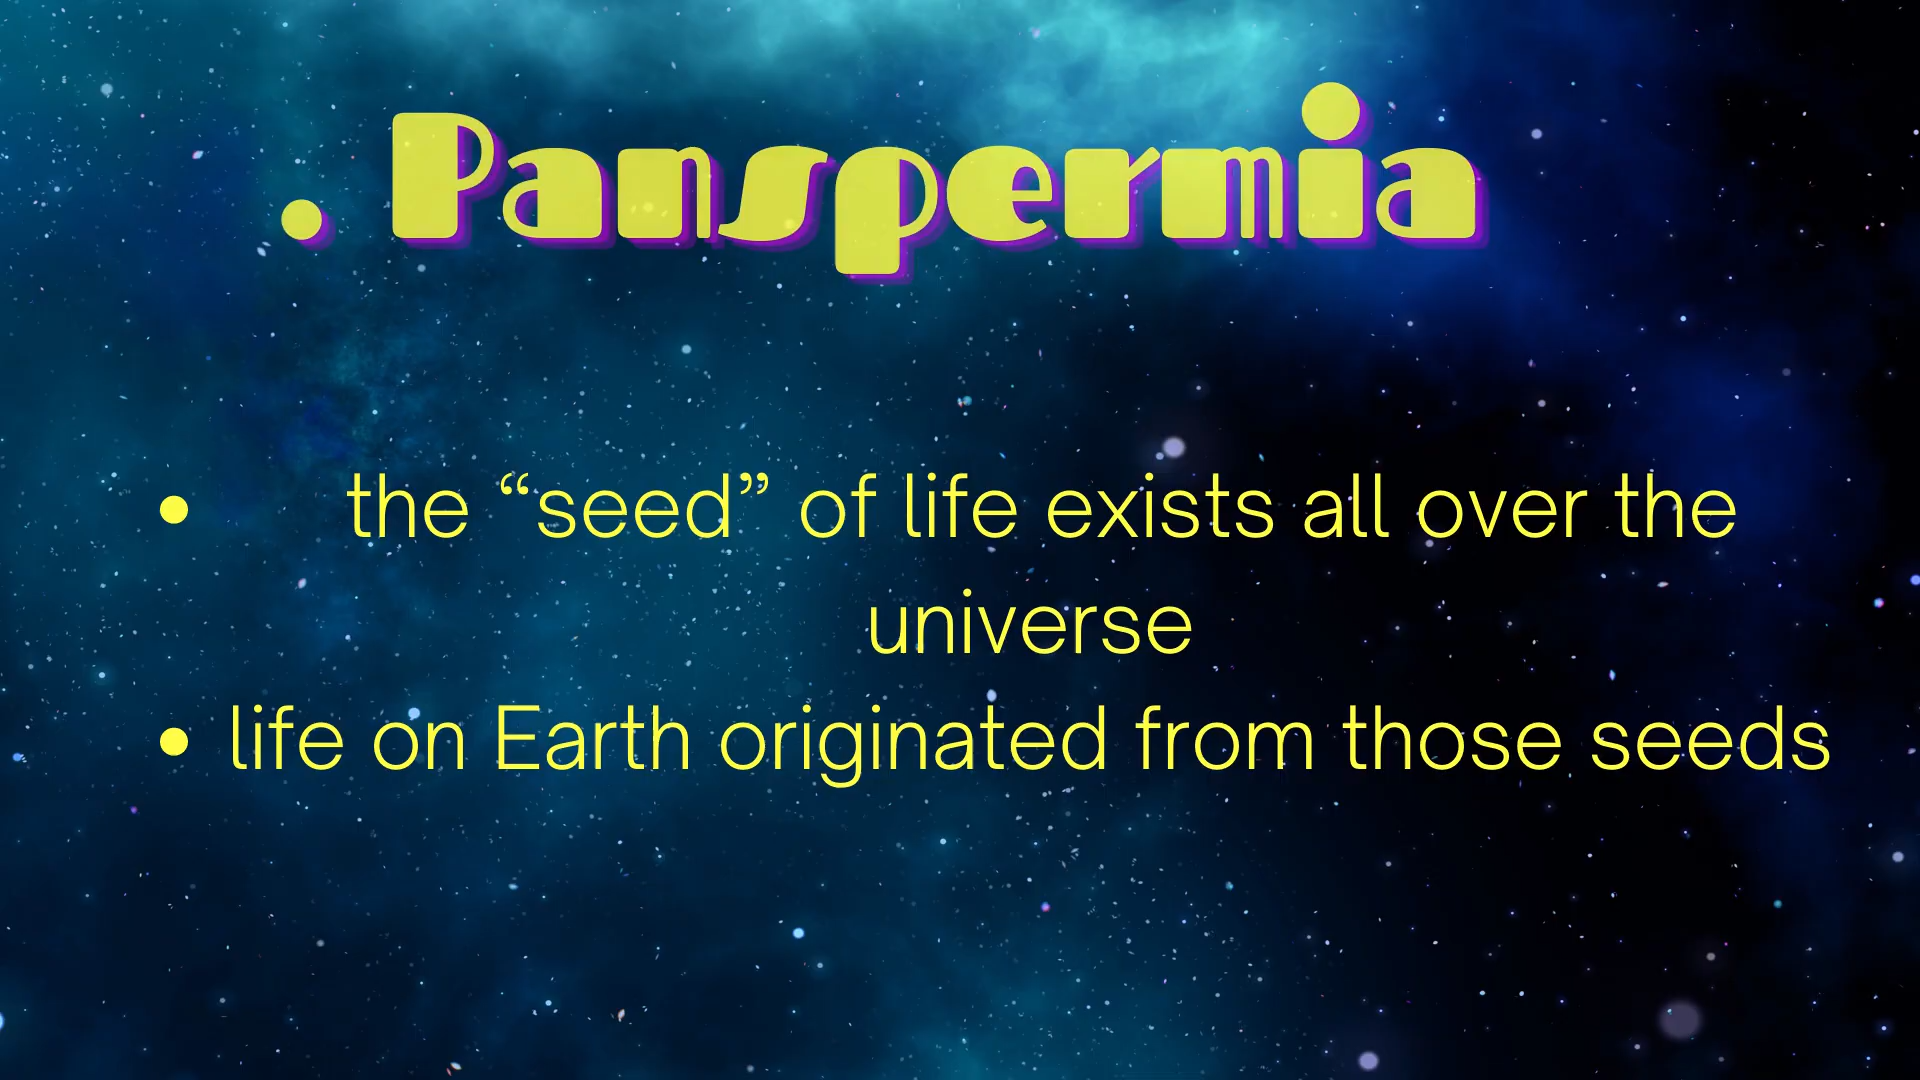 . Panspermia
• the “seed” of life exists all over the
universe
• life on Earth originated from those seeds